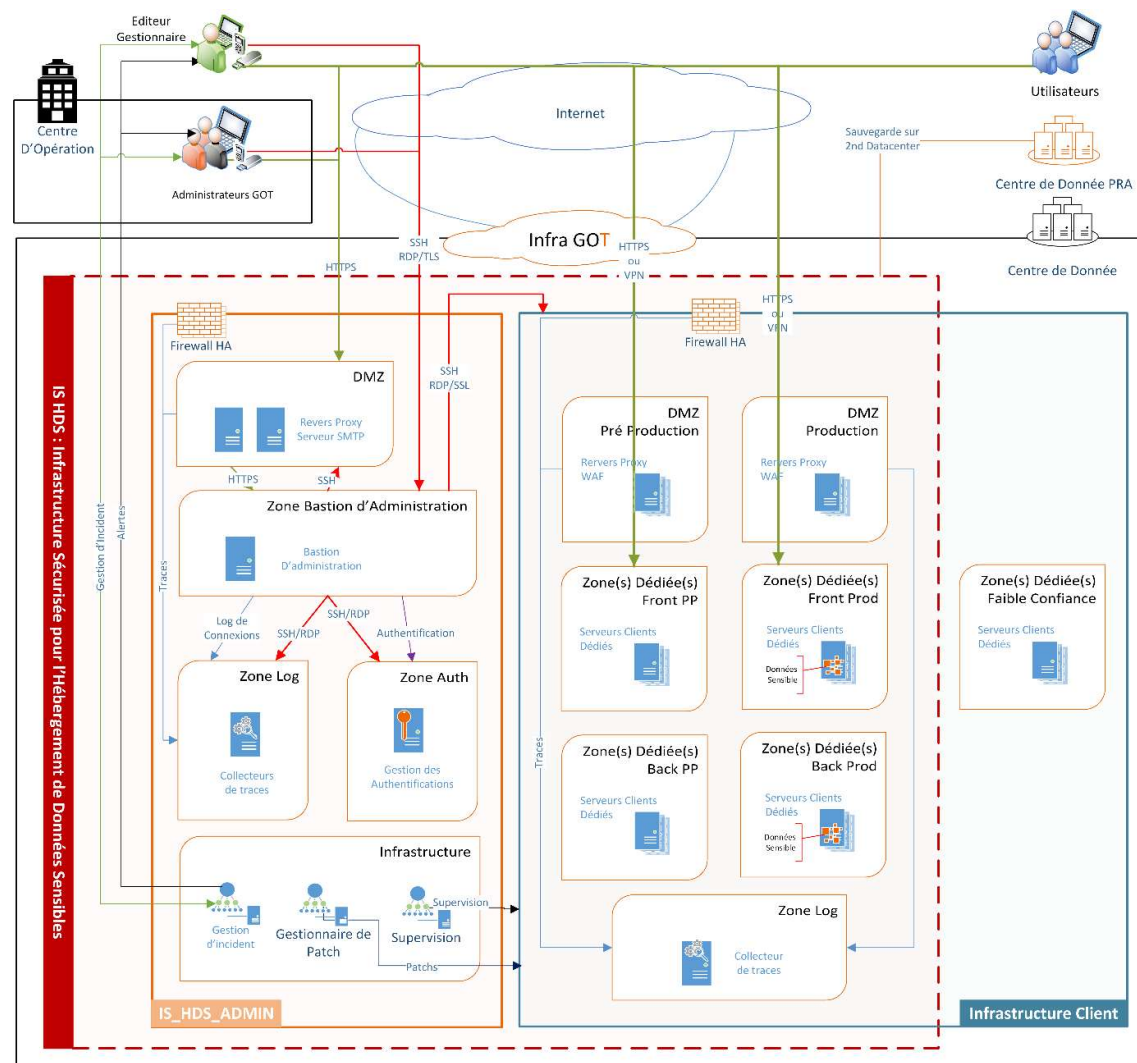 Editeur
Gestionnaire
Utilisateurs
Internet
Centre
D'Opération
Administrateurs GOT
Sauvegarde sur
2nd Datacenter
Centre de Donnée PRA
Centre de Donnée
Infra GOT
SSH
RDP/TLS
HTTPS
ou
VPN
HTTPS
HTTPS
ou
VPN
Firewall HA
Firewall HA
SSH
RDP/SSL
DMZ
Revers Proxy
Serveur SMTP
DMZ
Pré Production
Rervers Proxy
WAF
DMZ
Production
Rervers Proxy
WAF
HTTPS
SSH
Zone Bastion d'Administration
Bastion
D'administration
Gestion d'Incident
Alertes
Traces
IS HDS : Infrastructure Sécurisée pour l'Hébergement de Données Sensibles
Zone(s) Dédiée(s)
Front PP
Serveurs Clients
Dédiés
Zone(s) Dédiée(s)
Front Prod
Serveurs Clients
Dédiés
Données
Sensible
Zone(s) Dédiée(s)
Faible Confiance
Serveurs Clients
Dédiés
Log de
Connexions
SSH/RDP
SSH/RDP
Authentification
Zone Log
Collecteurs
de traces
Zone Auth
Gestion des
Authentifications
Traces
Zone(s) Dédiée(s)
Back PP
Serveurs Clients
Dédiés
Zone(s) Dédiée(s)
Back Prod
Serveurs Clients
Dédiés
Données
Sensible
Infrastructure
Gestion
d'incident
Gestionnaire de
Patch
Supervision
Supervision
Patchs
Zone Log
Collecteur
de traces
IS_HDS_ADMIN
Infrastructure Client